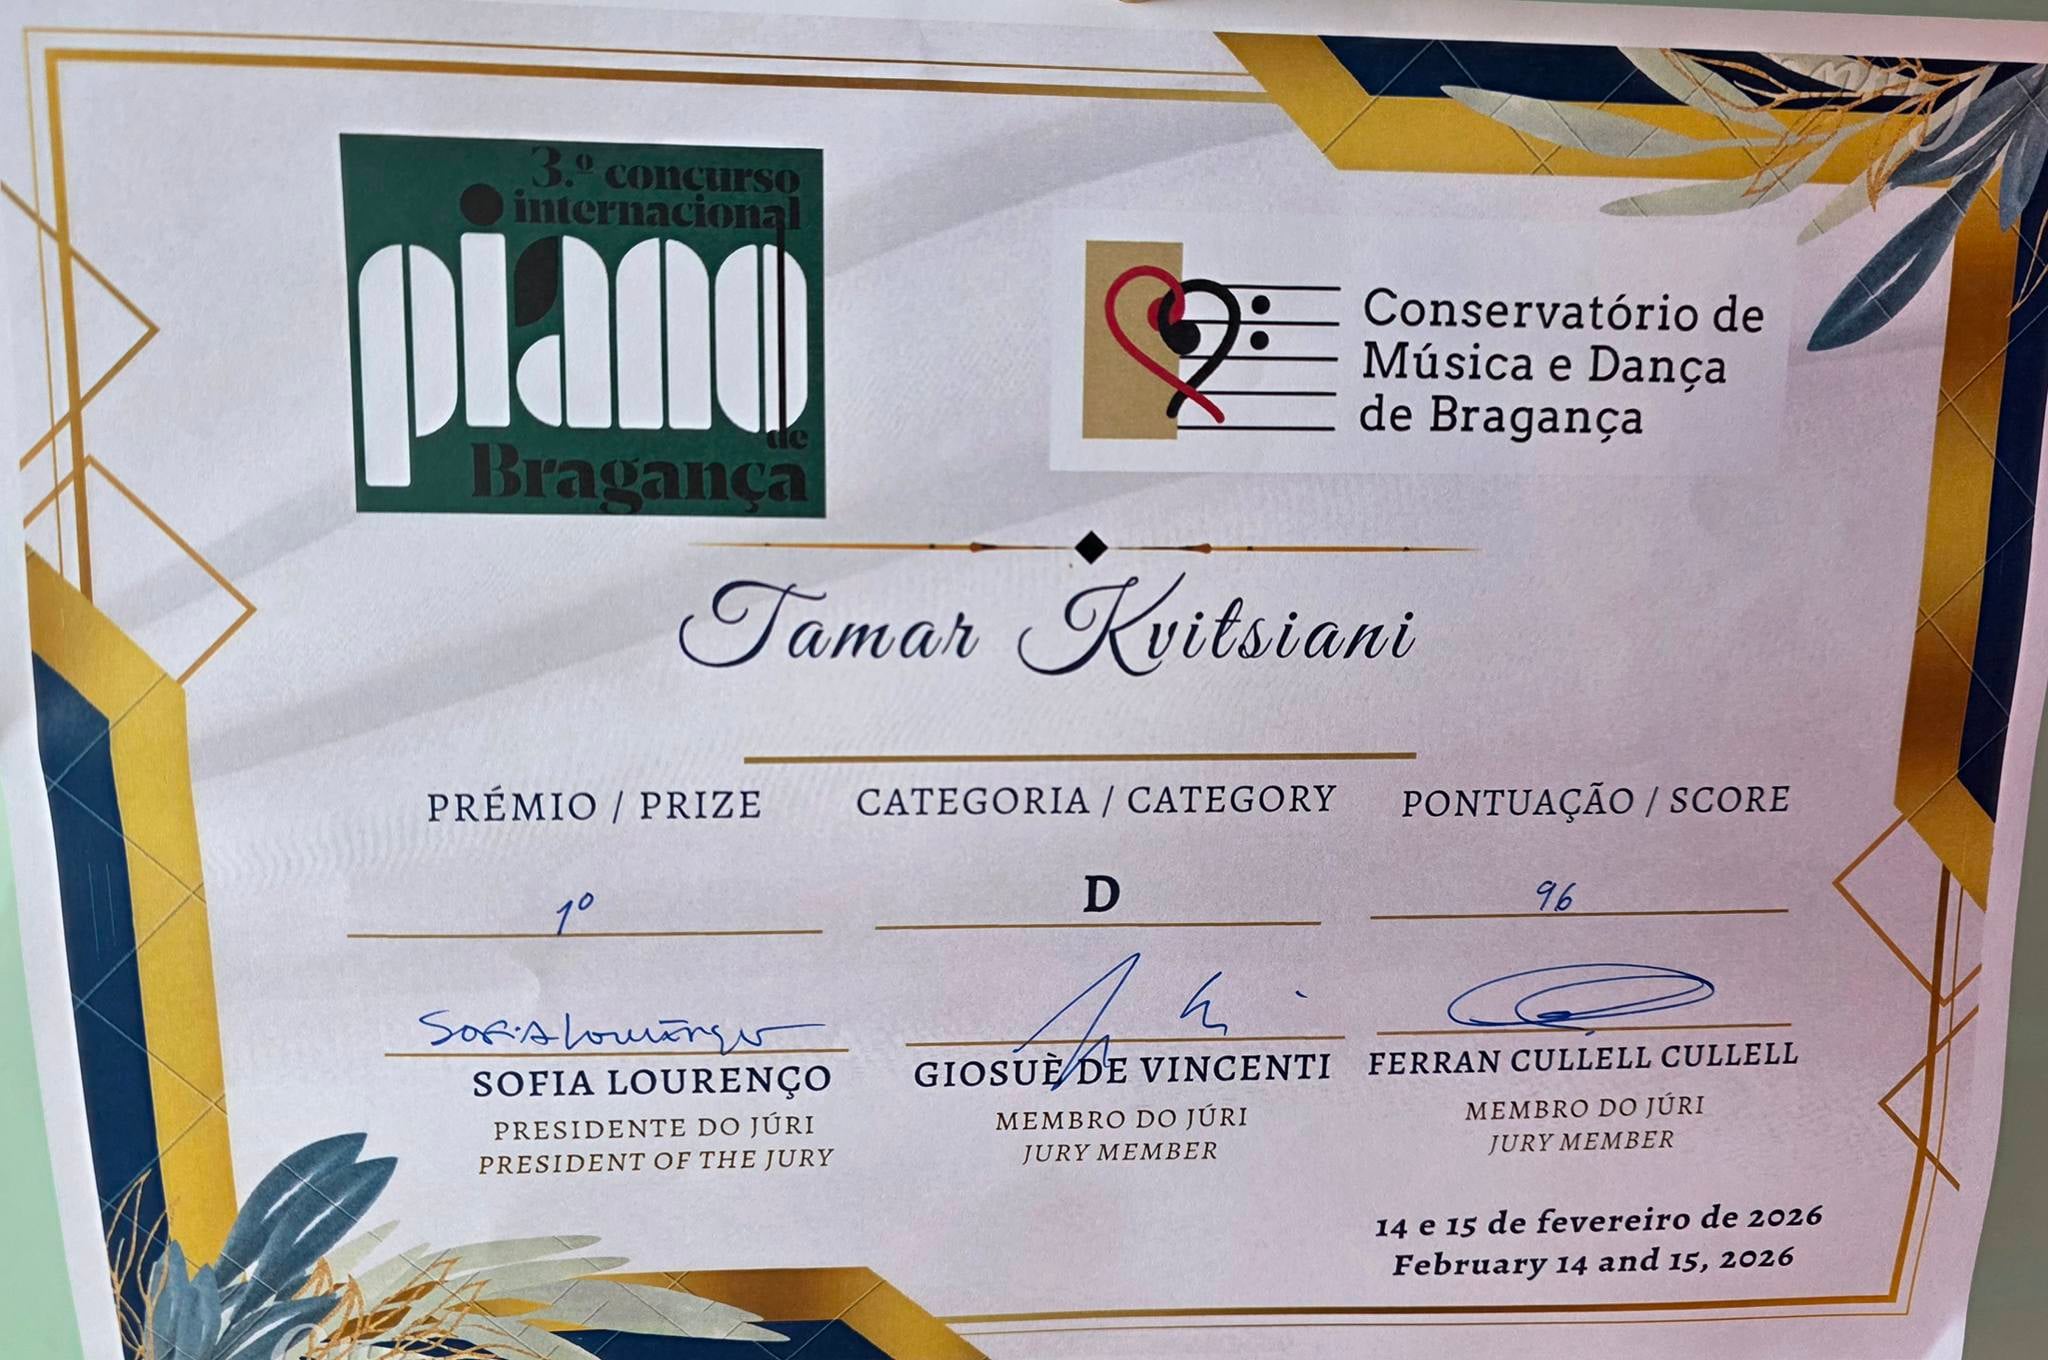 3.º concurso
internacional
piano
de
Bragança
Conservatório de
Música e Dança
de Bragança
Tamar Kvitsiani
PRÉMIO / PRIZE
CATEGORIA / CATEGORY
PONTUAÇÃO / SCORE
1º
D
96
Sofia Lourenço
SOFIA LOURENÇO
PRESIDENTE DO JÚRI
PRESIDENT OF THE JURY
GIOSUÈ DE VINCENTI
MEMBRO DO JÚRI
JURY MEMBER
FERRAN CULLELL CULLELL
MEMBRO DO JÚRI
JURY MEMBER
14 e 15 de fevereiro de 2026
February 14 and 15, 2026